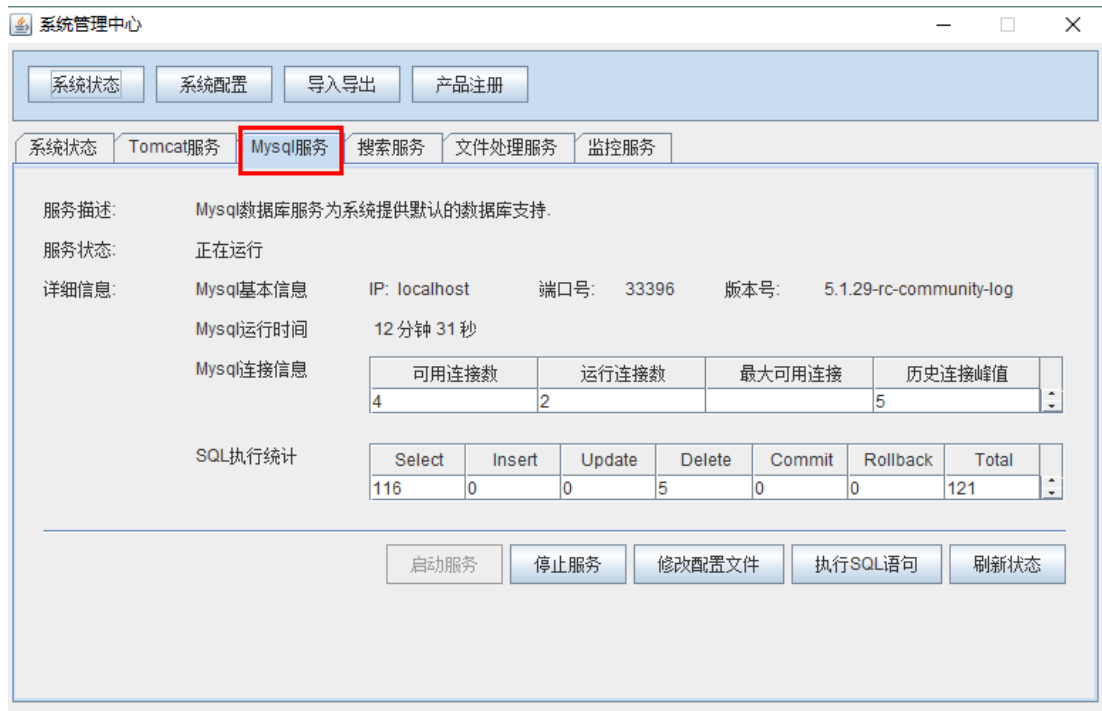 系统管理中心
系统状态 系统配置 导入导出 产品注册
系统状态 Tomcat服务 Mysql服务 搜索服务 文件处理服务 监控服务
服务描述: Mysql数据库服务为系统提供默认的数据库支持.
服务状态: 正在运行
详细信息: Mysql基本信息 IP: localhost 端口号: 33396 版本号: 5.1.29-rc-community-log
Mysql运行时间 12 分钟 31 秒
Mysql连接信息 可用连接数 运行连接数 最大可用连接 历史连接峰值
4 2 5
SQL执行统计 Select Insert Update Delete Commit Rollback Total
116 0 0 5 0 0 121
启动服务 停止服务 修改配置文件 执行SQL语句 刷新状态